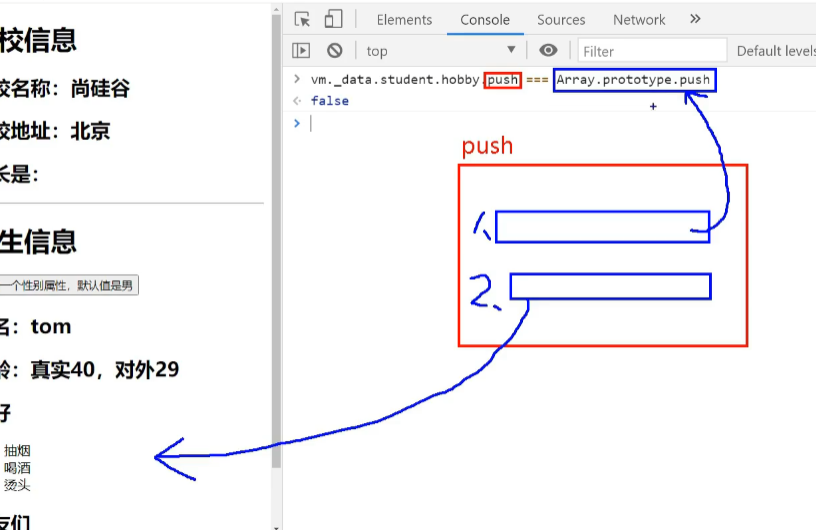 校信息
校名称：尚硅谷
校地址：北京
长是：
生信息
一个性别属性，默认值是男
名：tom
龄：真实40，对外29
好
抽烟
喝酒
烫头
友们
Elements Console Sources Network »
top Filter Default levels
> vm._data.student.hobby.push === Array.prototype.push
false
>
push
1、
2、